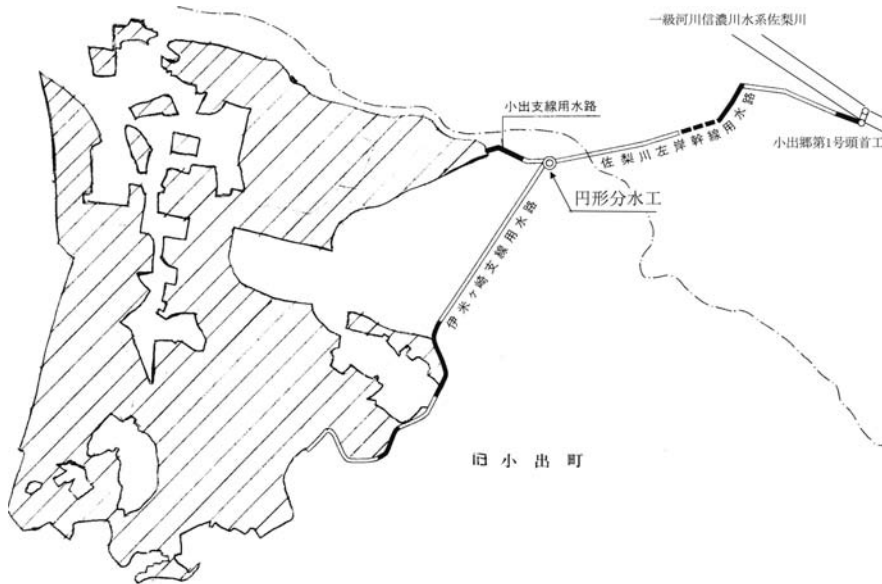 一級河川信濃川水系佐梨川
小出支線用水路
小出郷第1号頭首工
佐梨川左岸幹線用水路
円形分水工
伊米ヶ崎支線用水路
旧小出町